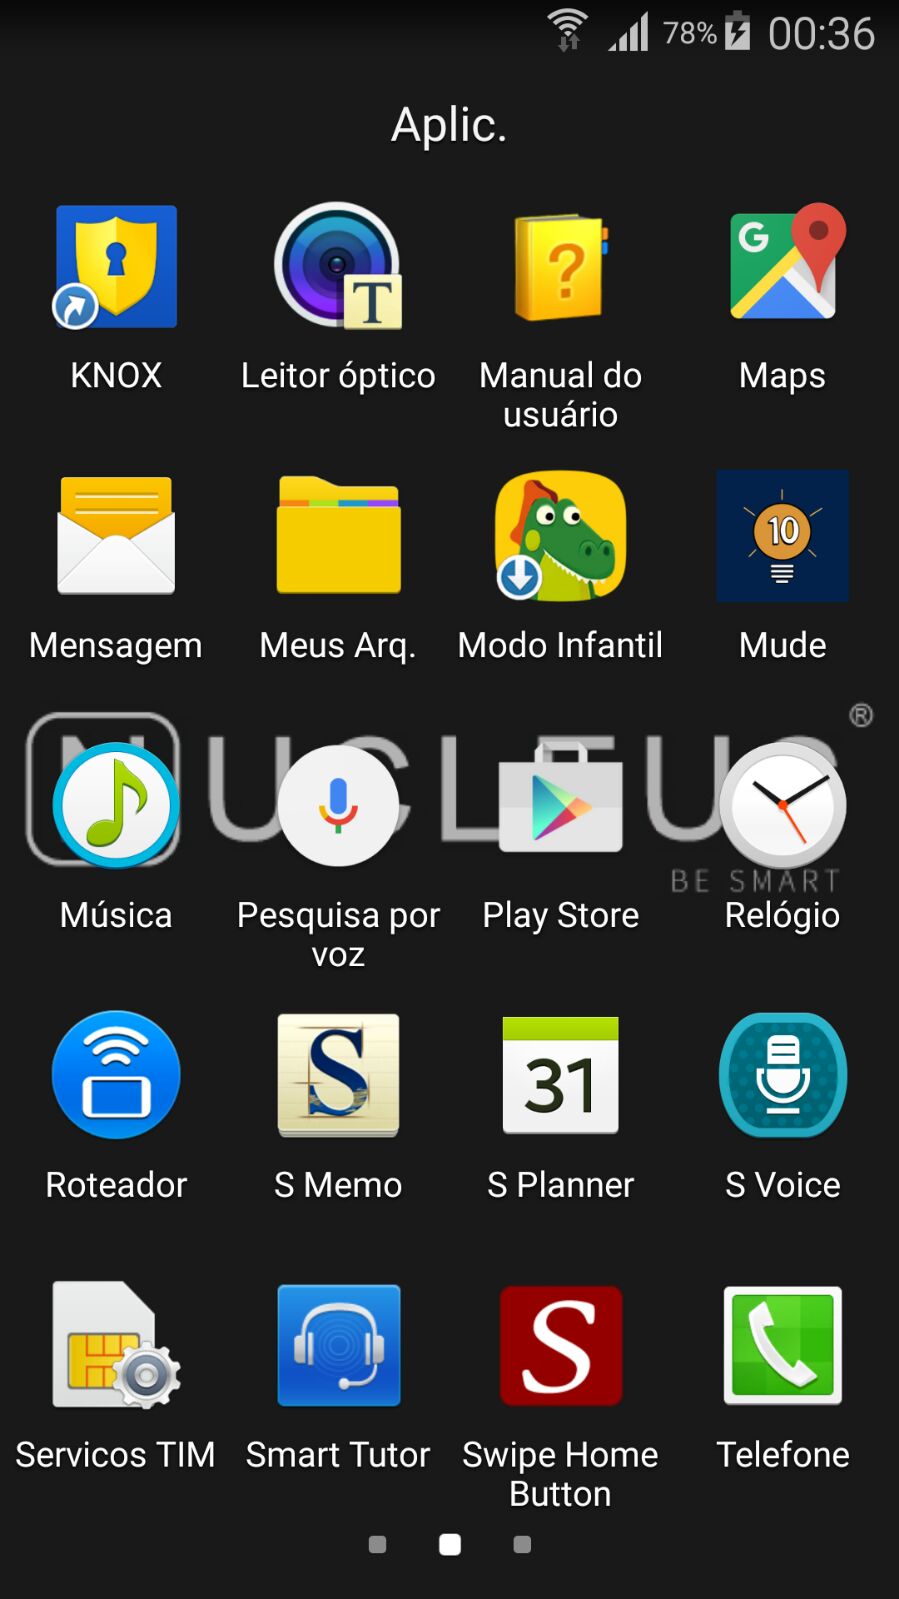 78% 00:36
Aplic.
G
T
?
KNOX
Leitor óptico
Manual do
usuário
Maps
10
Mensagem
Meus Arq.
Modo Infantil
Mude
NUCLEUS ®
BE SMART
Música
Pesquisa por
voz
Play Store
Relógio
S
31
Roteador
S Memo
S Planner
S Voice
S
Servicos TIM
Smart Tutor
Swipe Home
Button
Telefone